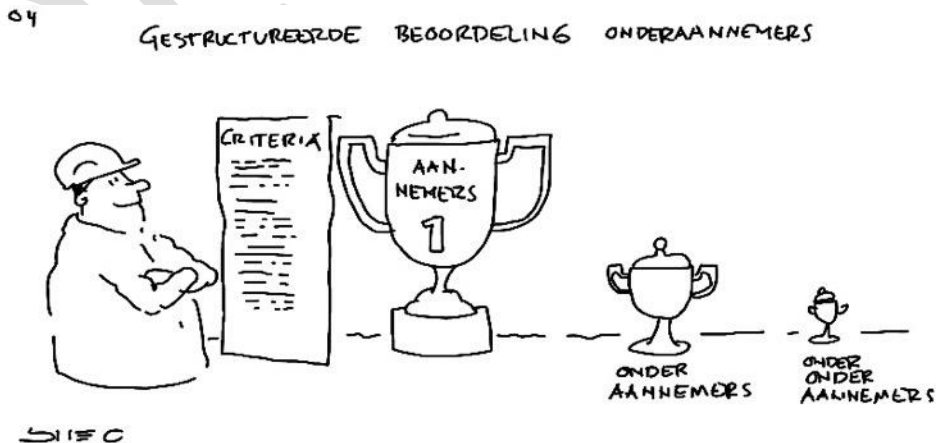 04
GESTRUCTUREERDE BEOORDELING ONDERAANNEMERS
CRITERIA
AAN-
NEMERS
1
ONDER
AANNEMERS
ONDER
ONDER
AANNEMERS